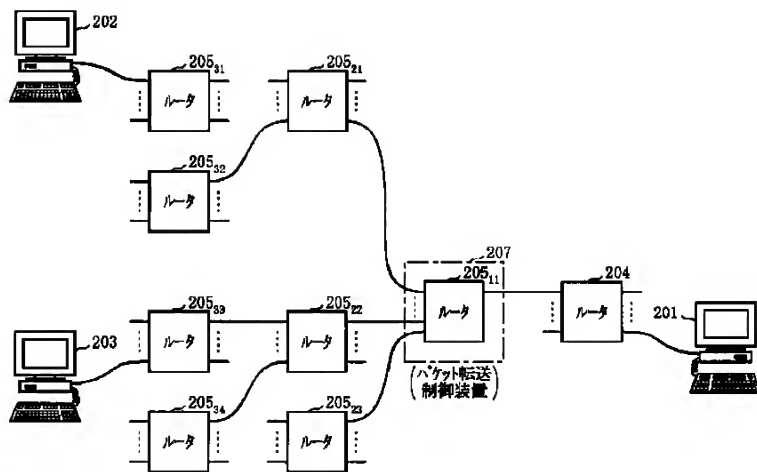 202
205₃₁
ルータ
205₂₁
ルータ
205₃₂
ルータ
207
205₁₁
ルータ
(パケット転送
制御装置)
204
ルータ
201
203
205₃₃
ルータ
205₂₂
ルータ
205₃₄
ルータ
205₂₃
ルータ